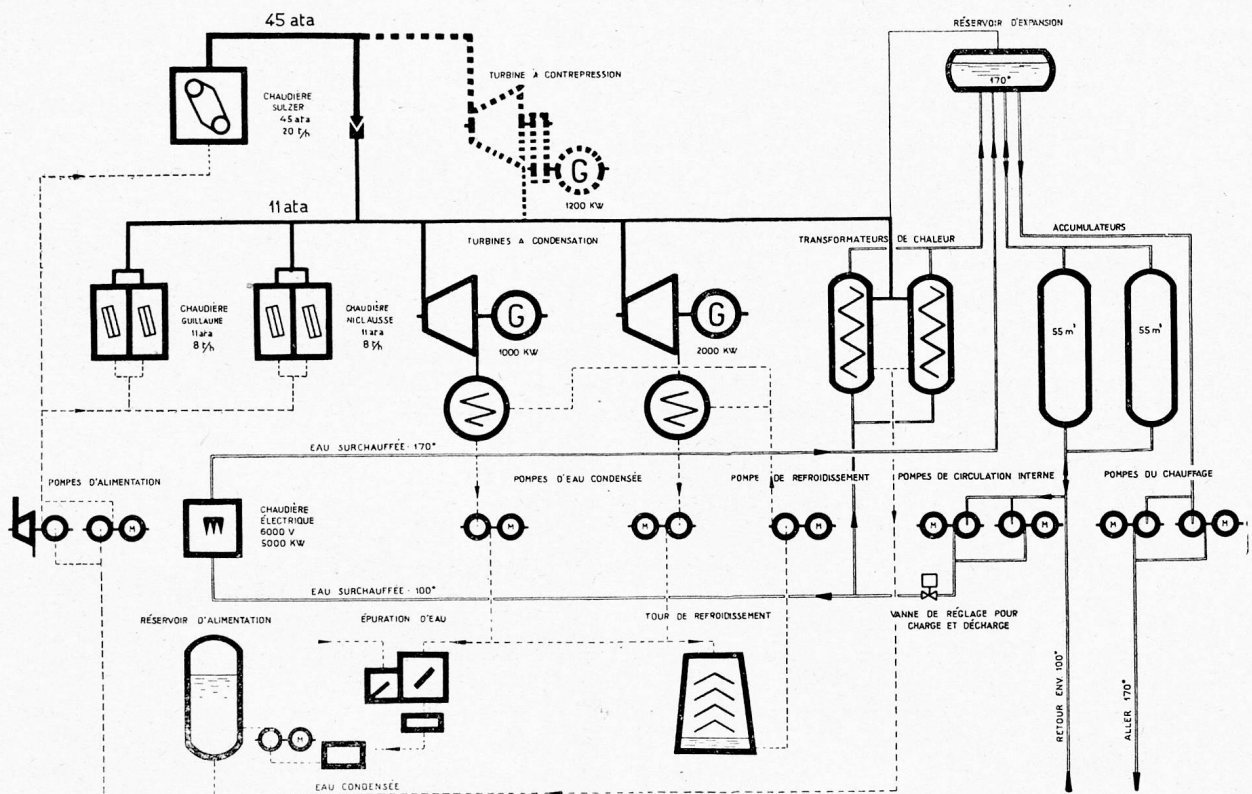 45 ata
RÉSERVOIR D'EXPANSION
170°
TURBINE À CONTREPRESSION
CHAUDIÈRE
SULZER
45 ata
20 t/h
G
1200 KW
11 ata
TURBINES A CONDENSATION
TRANSFORMATEURS DE CHALEUR
ACCUMULATEURS
CHAUDIÈRE
GUILLAUME
11 ata
8 t/h
CHAUDIÈRE
NICLAUSSE
11 ata
8 t/h
G
1000 KW
G
2000 KW
55 m³
55 m³
EAU SURCHAUFFÉE - 170°
POMPES D'ALIMENTATION
POMPES D'EAU CONDENSÉE
POMPE DE REFROIDISSEMENT
POMPES DE CIRCULATION INTERNE
POMPES DU CHAUFFAGE
CHAUDIÈRE
ÉLECTRIQUE
6000 V
5000 KW
M
M
M
M
M
M
M
M
EAU SURCHAUFFÉE - 100°
RÉSERVOIR D'ALIMENTATION
ÉPURATION D'EAU
TOUR DE REFROIDISSEMENT
VANNE DE RÉGLAGE POUR
CHARGE ET DÉCHARGE
M
RETOUR ENV. 100°
ALLER 170°
EAU CONDENSÉE